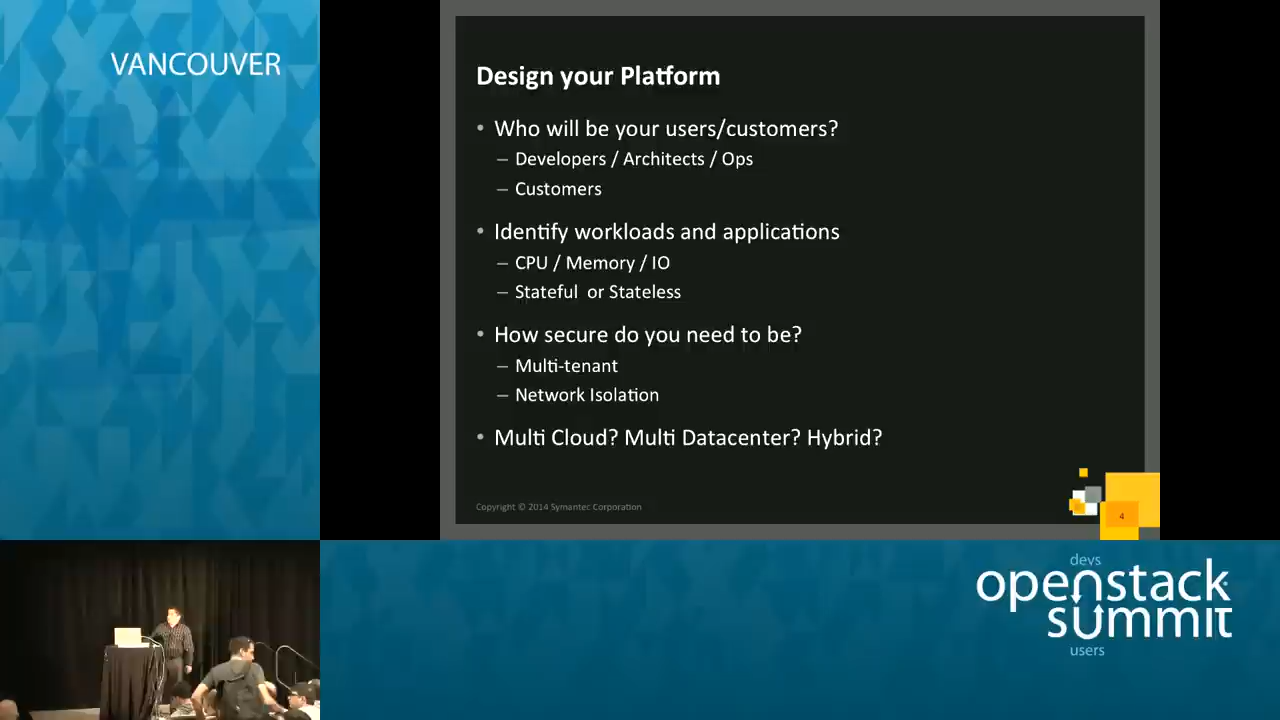 VANCOUVER
Design your Platform
• Who will be your users/customers?
– Developers / Architects / Ops
– Customers
• Identify workloads and applications
– CPU / Memory / IO
– Stateful or Stateless
• How secure do you need to be?
– Multi-tenant
– Network Isolation
• Multi Cloud? Multi Datacenter? Hybrid?
Copyright © 2014 Symantec Corporation
4
devs
openstack
summit
users